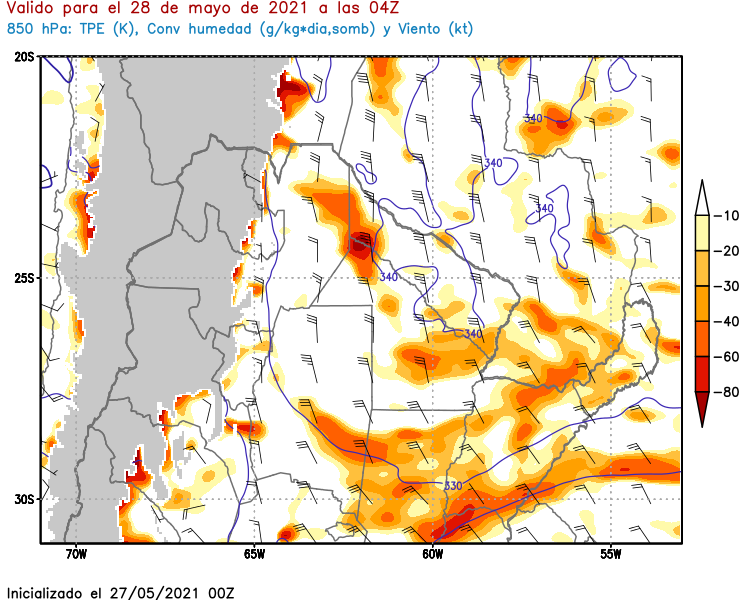 Valido para el 28 de mayo de 2021 a las 04Z
850 hPa: TPE (K), Conv humedad (g/kg*dia,somb) y Viento (kt)
20S
340
340
340
-10
-20
25S
340
-30
340
-40
-60
-80
330
30S
70W 65W 60W 55W
Inicializado el 27/05/2021 00Z